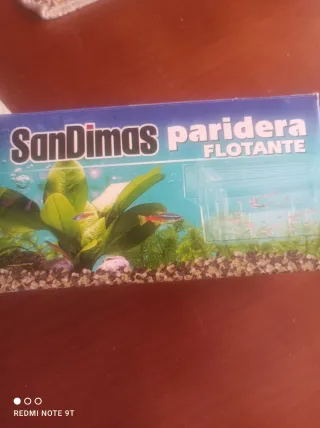 SanDimas paridera
FLOTANTE
REDMI NOTE 9T